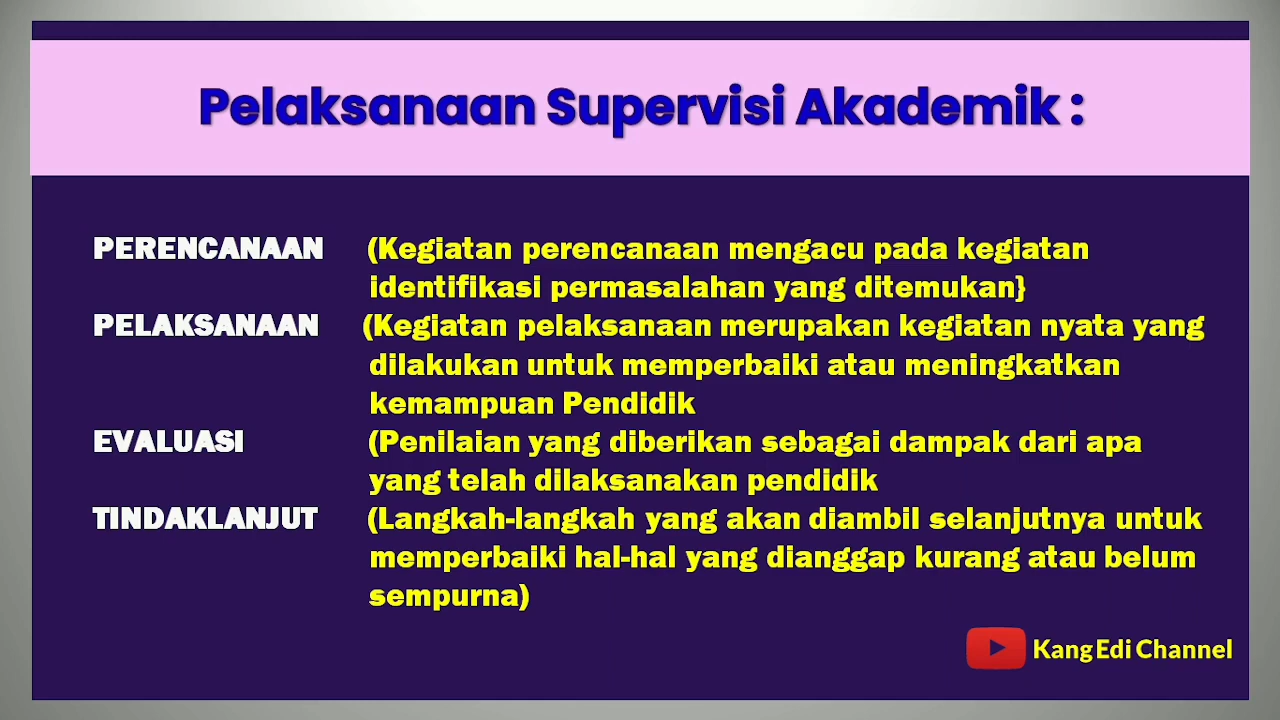 Pelaksanaan Supervisi Akademik :
PERENCANAAN (Kegiatan perencanaan mengacu pada kegiatan
identifikasi permasalahan yang ditemukan}
PELAKSANAAN (Kegiatan pelaksanaan merupakan kegiatan nyata yang
dilakukan untuk memperbaiki atau meningkatkan
kemampuan Pendidik
EVALUASI (Penilaian yang diberikan sebagai dampak dari apa
yang telah dilaksanakan pendidik
TINDAKLANJUT (Langkah-langkah yang akan diambil selanjutnya untuk
memperbaiki hal-hal yang dianggap kurang atau belum
sempurna)
Kang Edi Channel